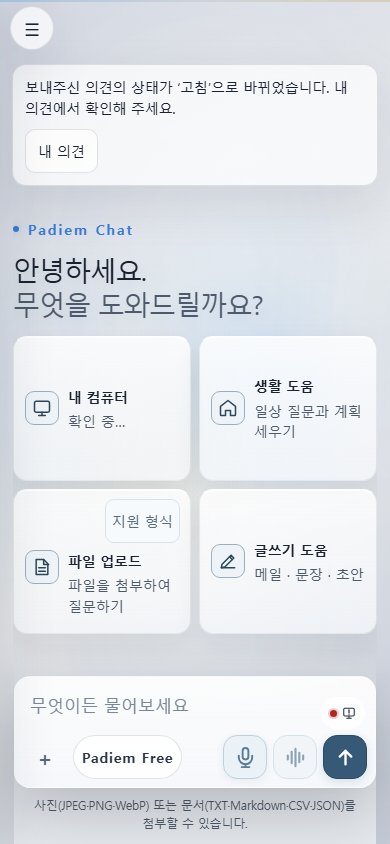 보내주신 의견의 상태가 ‘고침’으로 바뀌었습니다. 내
의견에서 확인해 주세요.
내 의견
Padiem Chat
안녕하세요.
무엇을 도와드릴까요?
내 컴퓨터
확인 중...
생활 도움
일상 질문과 계획
세우기
지원 형식
파일 업로드
파일을 첨부하여
질문하기
글쓰기 도움
메일 · 문장 · 초안
무엇이든 물어보세요
+
Padiem Free
사진(JPEG·PNG·WebP) 또는 문서(TXT·Markdown·CSV·JSON)를
첨부할 수 있습니다.